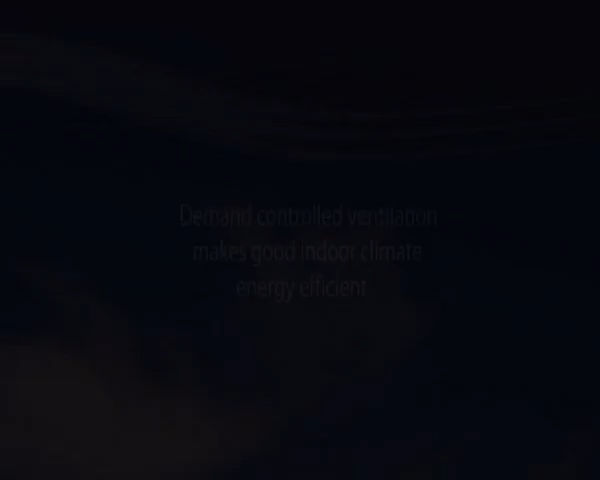 Demand controlled ventilation
makes good indoor climate
energy efficient